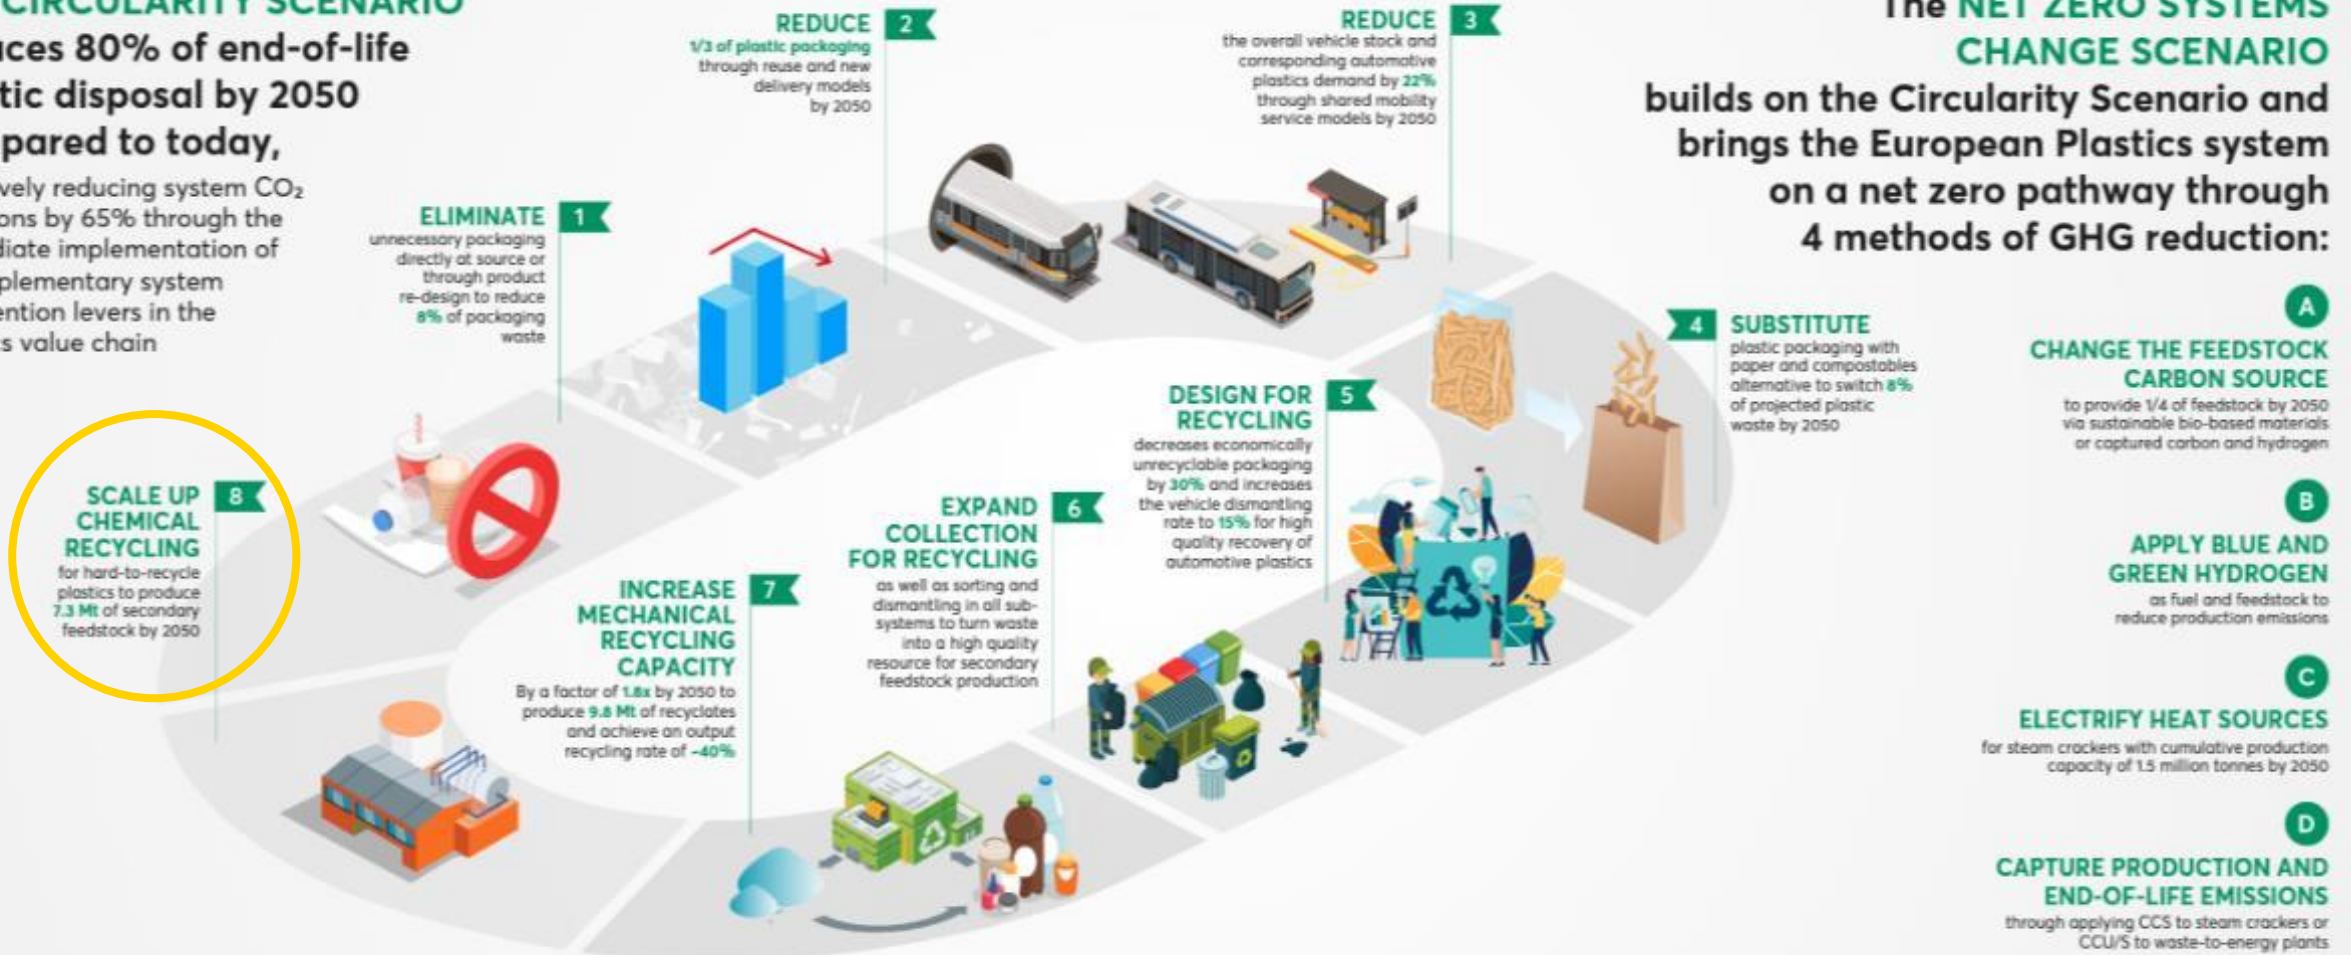 CIRCULARITY SCENARIO
ces 80% of end-of-life
tic disposal by 2050
pared to today,
vely reducing system CO₂
ons by 65% through the
diate implementation of
plementary system
ention levers in the
s value chain
ELIMINATE 1
unnecessary packaging
directly at source or
through product
re-design to reduce
8% of packaging
waste
REDUCE 2
1/3 of plastic packaging
through reuse and new
delivery models
by 2050
REDUCE 3
the overall vehicle stock and
corresponding automotive
plastics demand by 22%
through shared mobility
service models by 2050
4 SUBSTITUTE
plastic packaging with
paper and compostables
alternative to switch 8%
of projected plastic
waste by 2050
DESIGN FOR 5
RECYCLING
decreases economically
unrecyclable packaging
by 30% and increases
the vehicle dismantling
rate to 15% for high
quality recovery of
automotive plastics
EXPAND 6
COLLECTION
FOR RECYCLING
as well as sorting and
dismantling in all sub-
systems to turn waste
into a high quality
resource for secondary
feedstock production
INCREASE 7
MECHANICAL
RECYCLING
CAPACITY
By a factor of 1.8x by 2050 to
produce 9.8 Mt of recyclates
and achieve an output
recycling rate of ~40%
SCALE UP 8
CHEMICAL
RECYCLING
for hard-to-recycle
plastics to produce
7.3 Mt of secondary
feedstock by 2050
The NET ZERO SYSTEMS
CHANGE SCENARIO
builds on the Circularity Scenario and
brings the European Plastics system
on a net zero pathway through
4 methods of GHG reduction:
A
CHANGE THE FEEDSTOCK
CARBON SOURCE
to provide 1/4 of feedstock by 2050
via sustainable bio-based materials
or captured carbon and hydrogen
B
APPLY BLUE AND
GREEN HYDROGEN
as fuel and feedstock to
reduce production emissions
C
ELECTRIFY HEAT SOURCES
for steam crackers with cumulative production
capacity of 1.5 million tonnes by 2050
D
CAPTURE PRODUCTION AND
END-OF-LIFE EMISSIONS
through applying CCS to steam crackers or
CCU/S to waste-to-energy plants